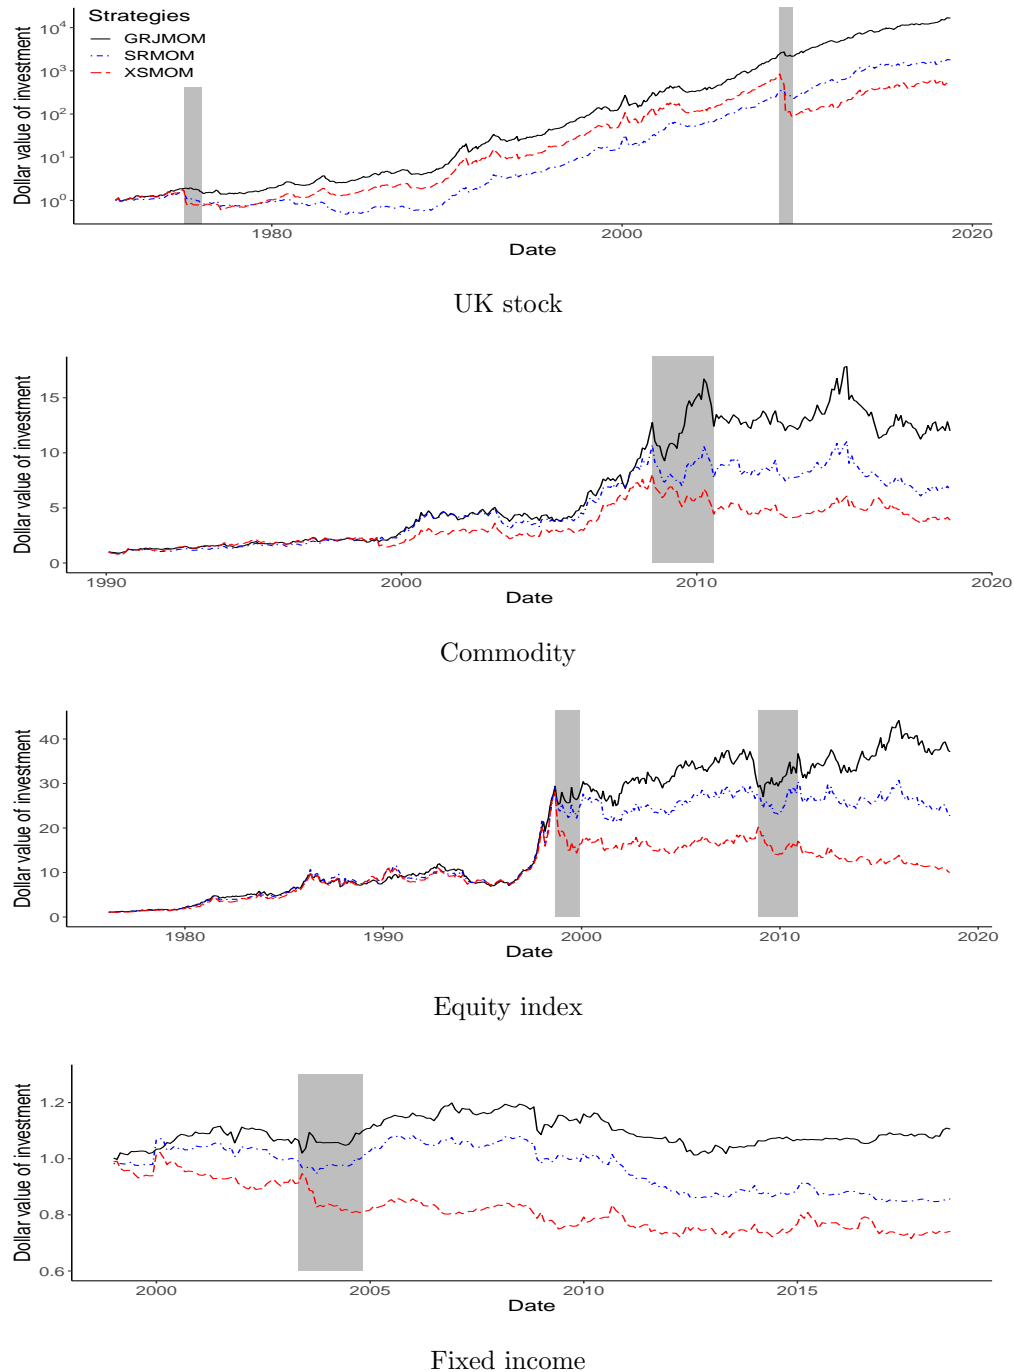 Strategies
GRJMOM
SRMOM
XSMOM
Dollar value of investment
10^4
10^3
10^2
10^1
10^0
1980
2000
2020
Date
UK stock
Dollar value of investment
15
10
5
0
1990
2000
2010
2020
Date
Commodity
Dollar value of investment
40
30
20
10
0
1980
1990
2000
2010
2020
Date
Equity index
Dollar value of investment
1.2
1.0
0.8
0.6
2000
2005
2010
2015
Date
Fixed income